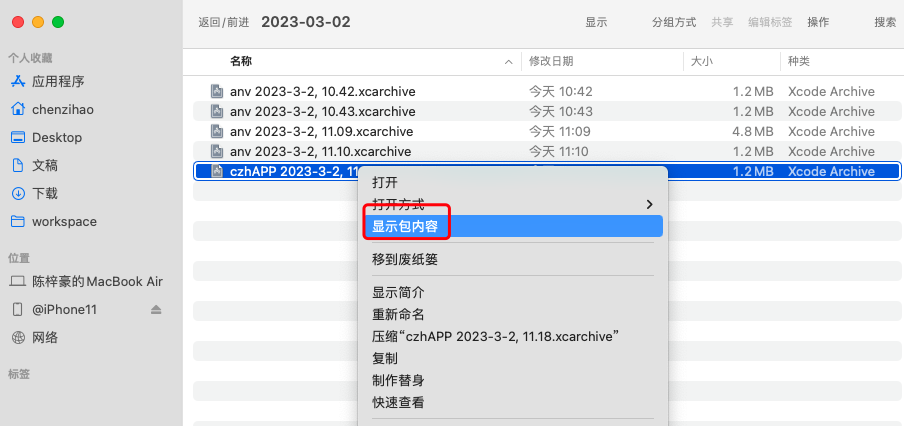 返回/前进 2023-03-02 显示 分组方式 共享 编辑标签 操作 搜索
个人收藏
应用程序
chenzihao
Desktop
文稿
下载
workspace
位置
陈梓豪的MacBook Air
@iPhone11
网络
标签
名称 修改日期 大小 种类
anv 2023-3-2, 10.42.xcarchive 今天 10:42 1.2 MB Xcode Archive
anv 2023-3-2, 10.43.xcarchive 今天 10:43 1.2 MB Xcode Archive
anv 2023-3-2, 11.09.xcarchive 今天 11:09 4.8 MB Xcode Archive
anv 2023-3-2, 11.10.xcarchive 今天 11:10 1.2 MB Xcode Archive
czhAPP 2023-3-2, 11 1.2 MB Xcode Archive
打开
打开方式
显示包内容
移到废纸篓
显示简介
重新命名
压缩“czhAPP 2023-3-2, 11.18.xcarchive”
复制
制作替身
快速查看